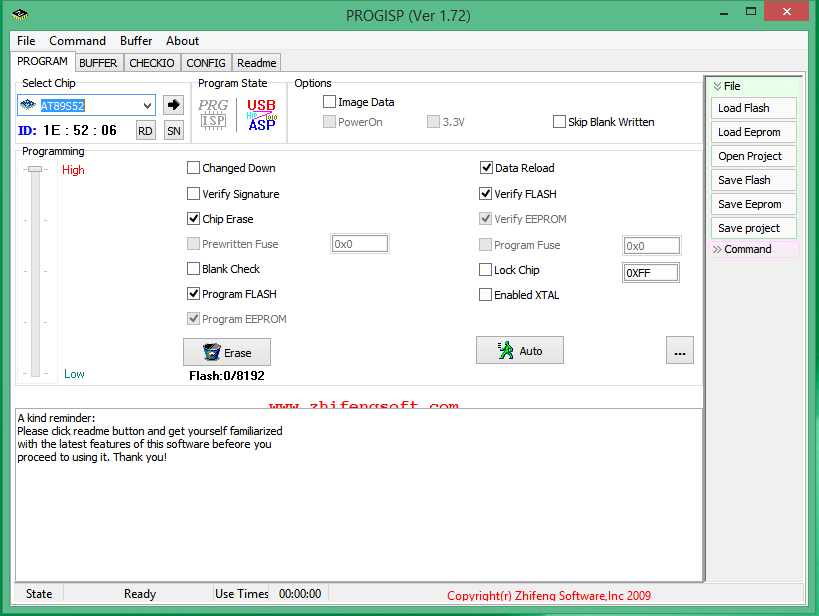 PROGISP (Ver 1.72)
File Command Buffer About
PROGRAM BUFFER CHECKIO CONFIG Readme
Select Chip
AT89S52
ID: 1E : 52 : 06 RD SN
Program State
PRG ISP
USB ASP
Options
Image Data
PowerOn 3.3V Skip Blank Written
Programming
High
Low
Changed Down
Verify Signature
Chip Erase
Prewritten Fuse 0x0
Blank Check
Program FLASH
Program EEPROM
Data Reload
Verify FLASH
Verify EEPROM
Program Fuse 0x0
Lock Chip 0XFF
Enabled XTAL
Erase
Auto
...
Flash:0/8192
www.zhifengsoft.com
A kind reminder:
Please click readme button and get yourself familiarized
with the latest features of this software befeore you
proceed to using it. Thank you!
File
Load Flash
Load Eeprom
Open Project
Save Flash
Save Eeprom
Save project
Command
State Ready Use Times 00:00:00 Copyright(r) Zhifeng Software,Inc 2009